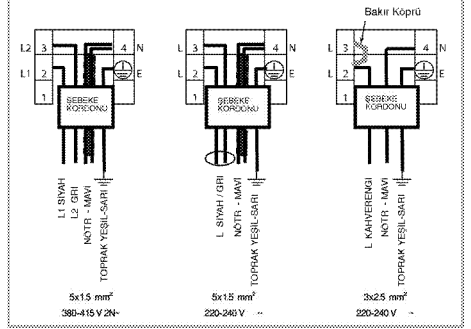 Bakır Köprü
L2 3 4 N
L1 2 E
1
ŞEBEKE
KORDONU
L1 SİYAH
L2 GRİ
NÖTR - MAVİ
TOPRAK YEŞİL-SARI
5x1.5 mm²
380-415 V 2N~
L 3 4 N
2 E
1
ŞEBEKE
KORDONU
L SİYAH / GRİ
NÖTR - MAVİ
TOPRAK YEŞİL-SARI
5x1.5 mm²
220-240 V ~
L 3 4 N
L 2 E
1
ŞEBEKE
KORDONU
L KAHVERENGİ
NÖTR - MAVİ
TOPRAK YEŞİL-SARI
3x2.5 mm²
220-240 V ~